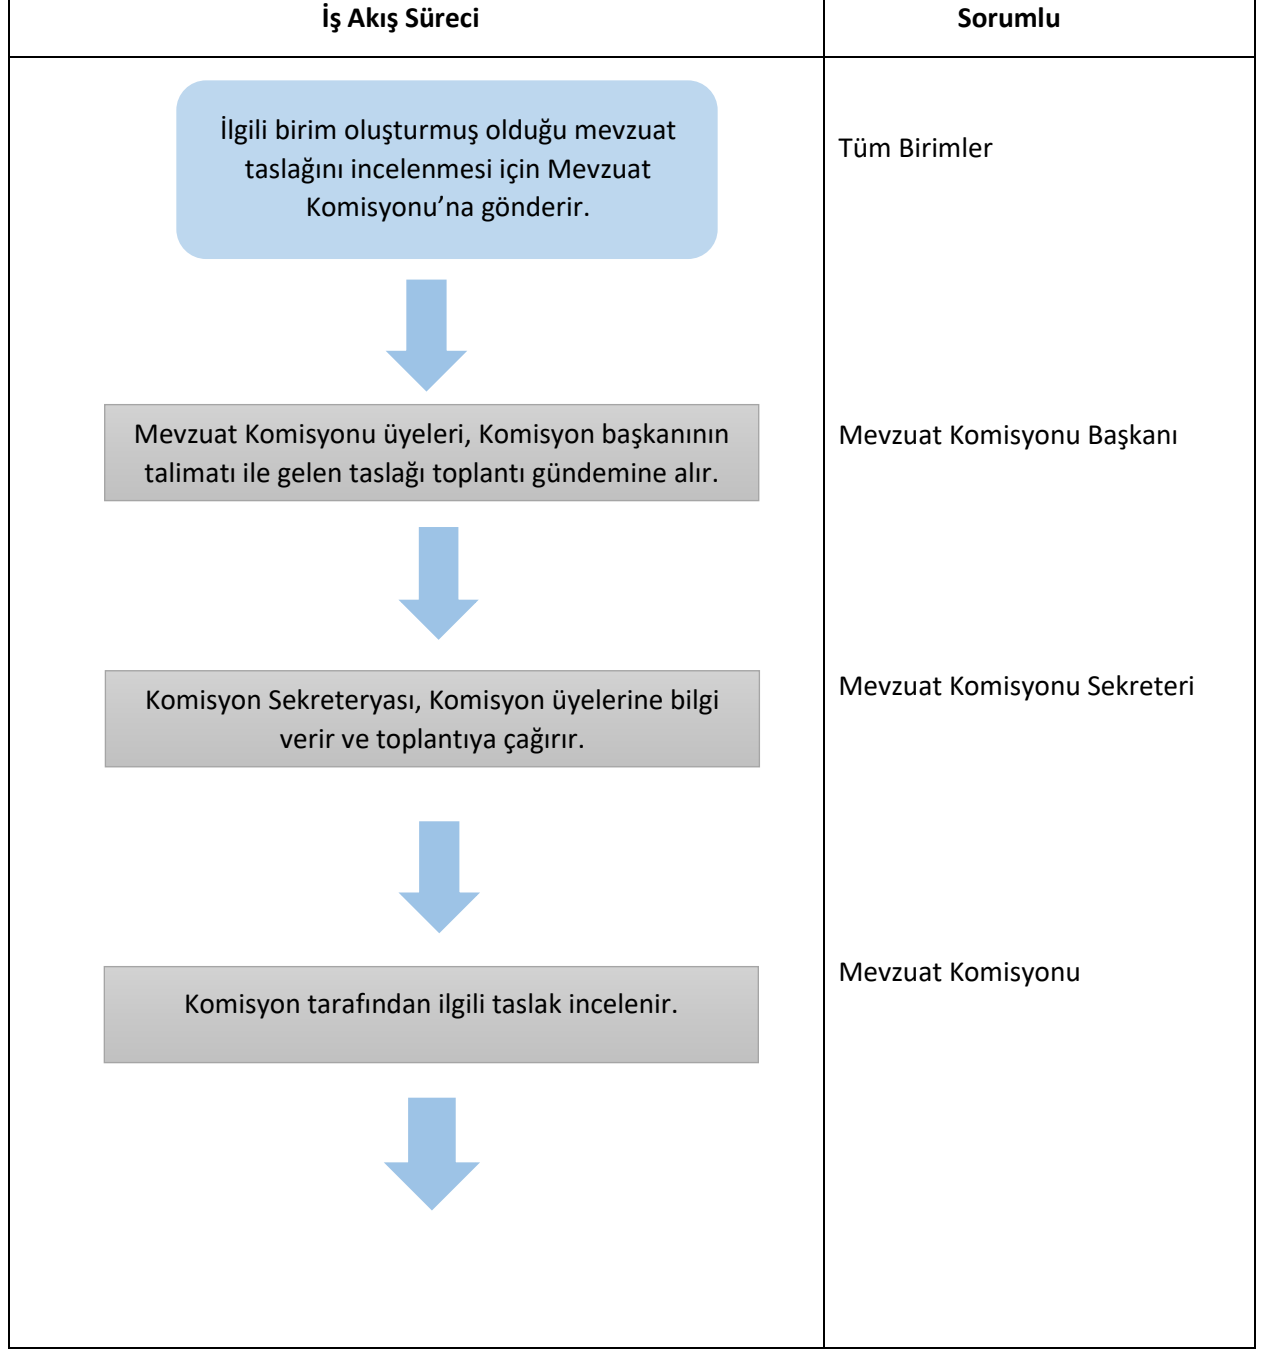 İş Akış Süreci
Sorumlu
İlgili birim oluşturmuş olduğu mevzuat
taslağını incelenmesi için Mevzuat
Komisyonu’na gönderir.
Tüm Birimler
Mevzuat Komisyonu üyeleri, Komisyon başkanının
talimatı ile gelen taslağı toplantı gündemine alır.
Mevzuat Komisyonu Başkanı
Komisyon Sekreteryası, Komisyon üyelerine bilgi
verir ve toplantıya çağırır.
Mevzuat Komisyonu Sekreteri
Komisyon tarafından ilgili taslak incelenir.
Mevzuat Komisyonu